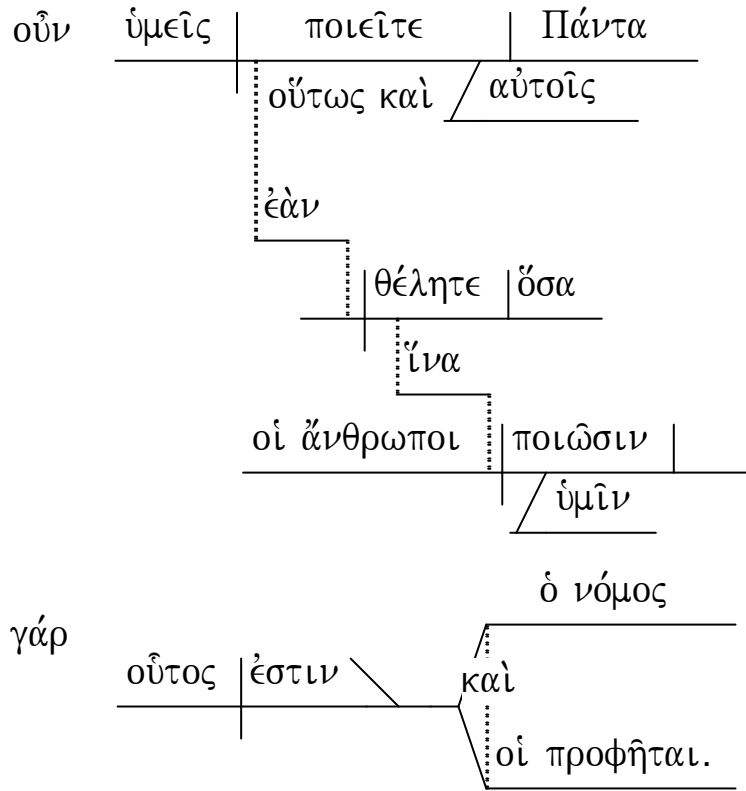 οὖν ὑμεῖς ποιεῖτε Πάντα
οὕτως καὶ αὐτοῖς
ἐὰν
θέλητε ὅσα
ἵνα
οἱ ἄνθρωποι ποιῶσιν
ὑμῖν
ὁ νόμος
γάρ
οὗτος ἐστιν καὶ
οἱ προφῆται.